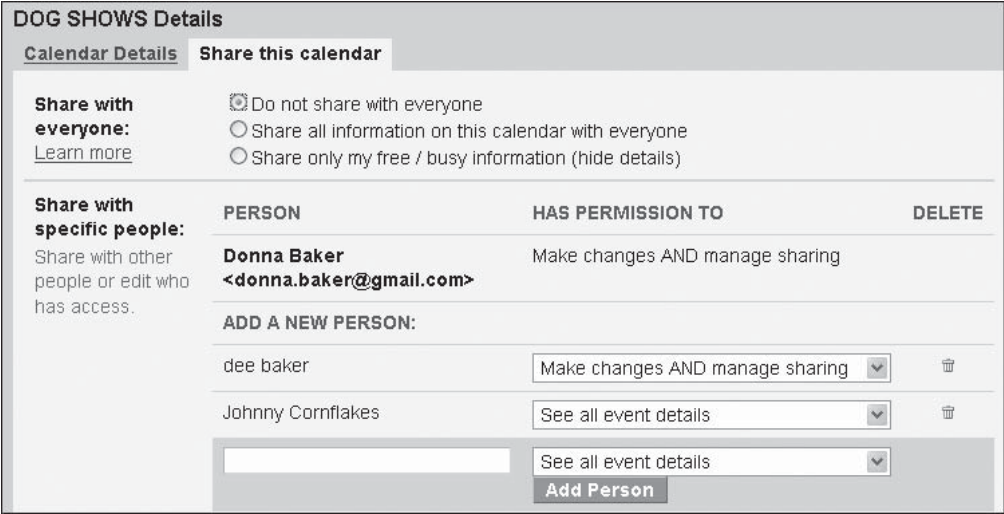 DOG SHOWS Details
Calendar Details Share this calendar
Share with
everyone:
Learn more
Do not share with everyone
Share all information on this calendar with everyone
Share only my free / busy information (hide details)
Share with
specific people:
Share with other
people or edit who
has access.
PERSON HAS PERMISSION TO DELETE
Donna Baker Make changes AND manage sharing
<donna.baker@gmail.com>
ADD A NEW PERSON:
dee baker Make changes AND manage sharing
Johnny Cornflakes See all event details
See all event details
Add Person